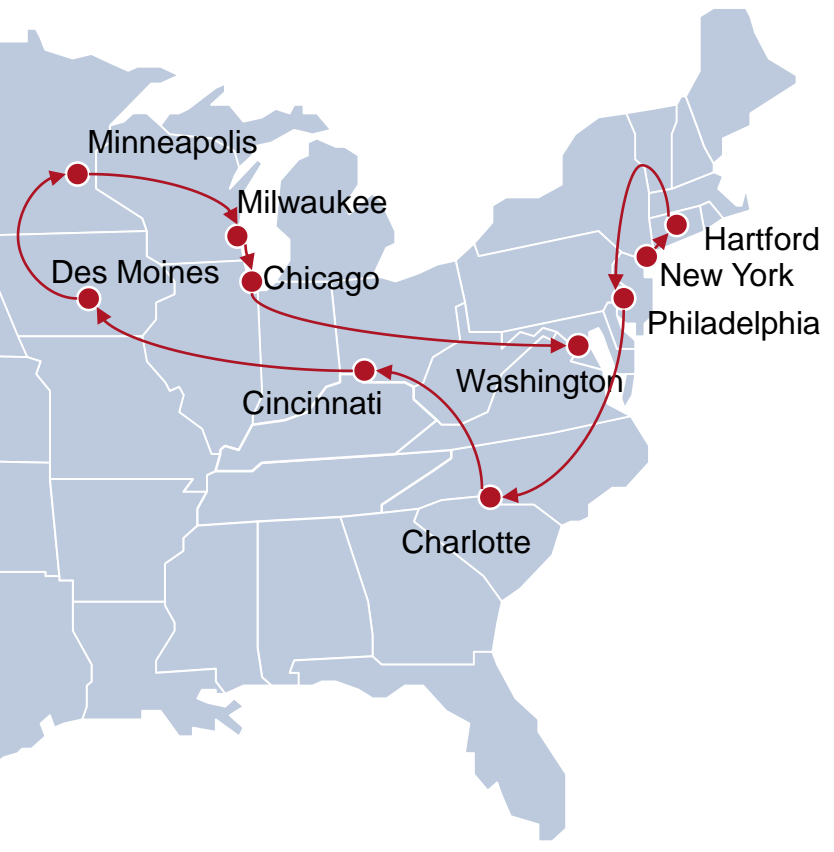 Minneapolis
Milwaukee
Hartford
Des Moines
Chicago
New York
Philadelphia
Washington
Cincinnati
Charlotte